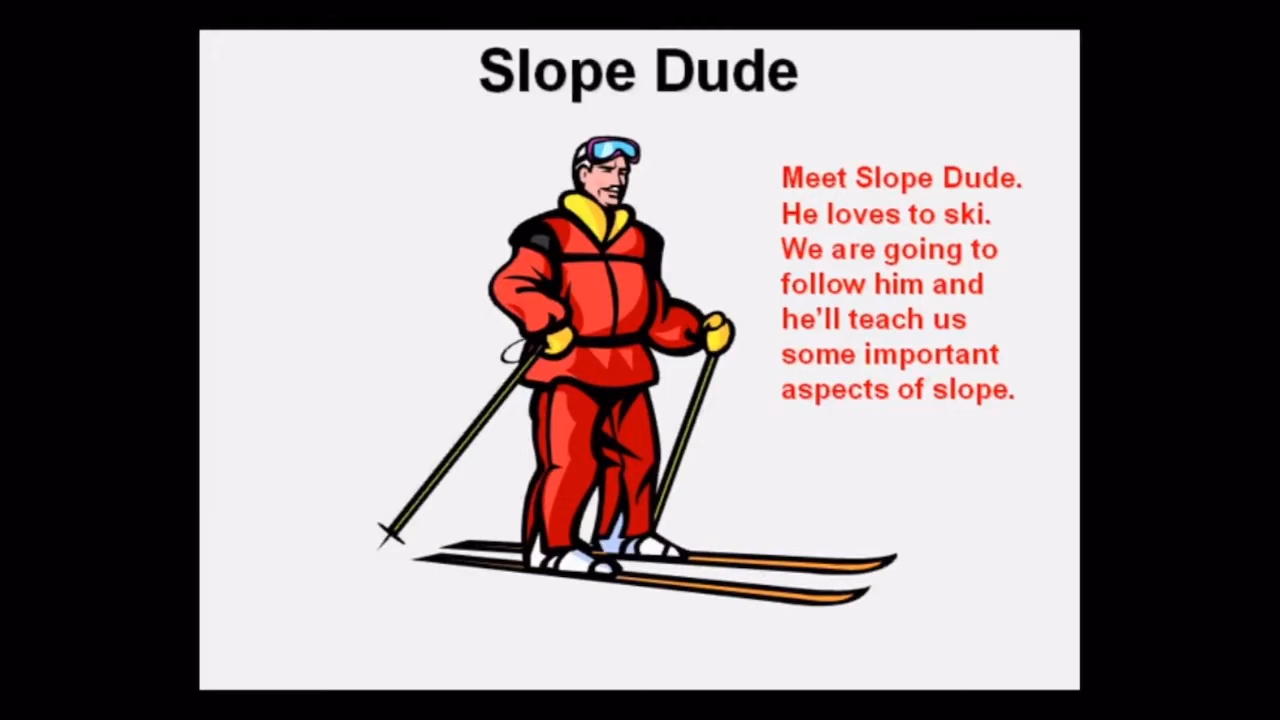 Slope Dude
Meet Slope Dude.
He loves to ski.
We are going to
follow him and
he’ll teach us
some important
aspects of slope.